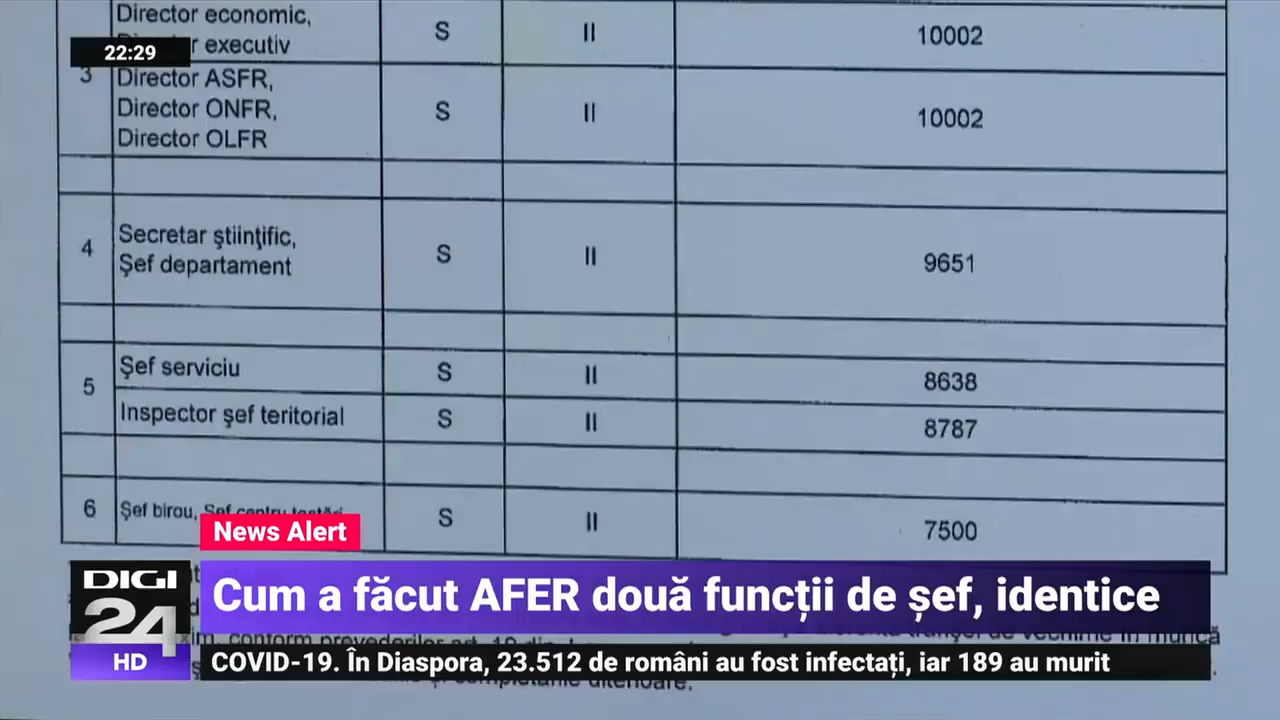 Director economic,
22:29
executiv
S
II
10002
3
Director ASFR,
Director ONFR,
Director OLFR
S
II
10002
4
Secretar ştiinţific,
Şef departament
S
II
9651
5
Şef serviciu
S
II
8638
Inspector şef teritorial
S
II
8787
6
Şef birou,
S
II
7500
News Alert
DIGI
24
HD
Cum a făcut AFER două funcții de șef, identice
conform prevederilor art.
COVID-19. În Diaspora, 23.512 de români au fost infectați, iar 189 au murit